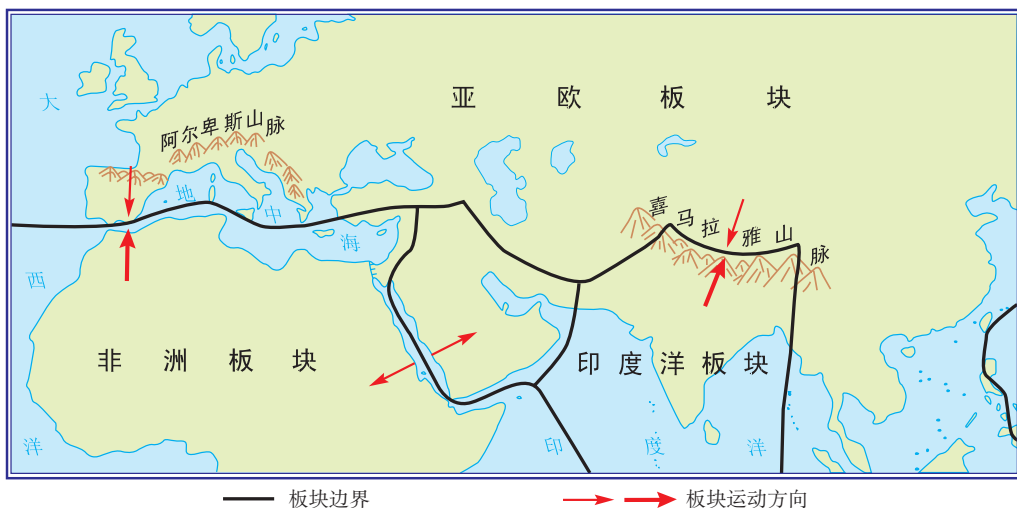 大西洋
亚欧板块
阿尔卑斯山脉
地中海
喜马拉雅山脉
非洲板块
印度洋板块
印度洋
板块边界
板块运动方向